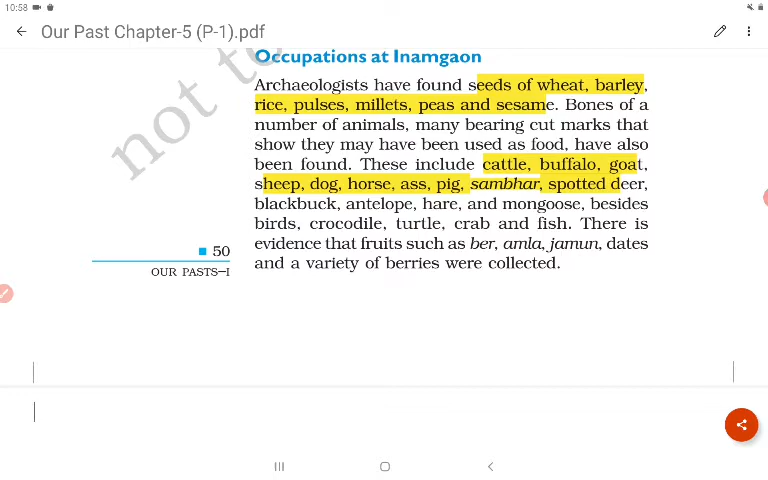 10:58
Our Past Chapter-5 (P-1).pdf
Occupations at Inamgaon
Archaeologists have found seeds of wheat, barley,
rice, pulses, millets, peas and sesame. Bones of a
number of animals, many bearing cut marks that
show they may have been used as food, have also
been found. These include cattle, buffalo, goat,
sheep, dog, horse, ass, pig, sambhar, spotted deer,
blackbuck, antelope, hare, and mongoose, besides
birds, crocodile, turtle, crab and fish. There is
evidence that fruits such as ber, amla, jamun, dates
and a variety of berries were collected.
50
OUR PASTS–I
not to